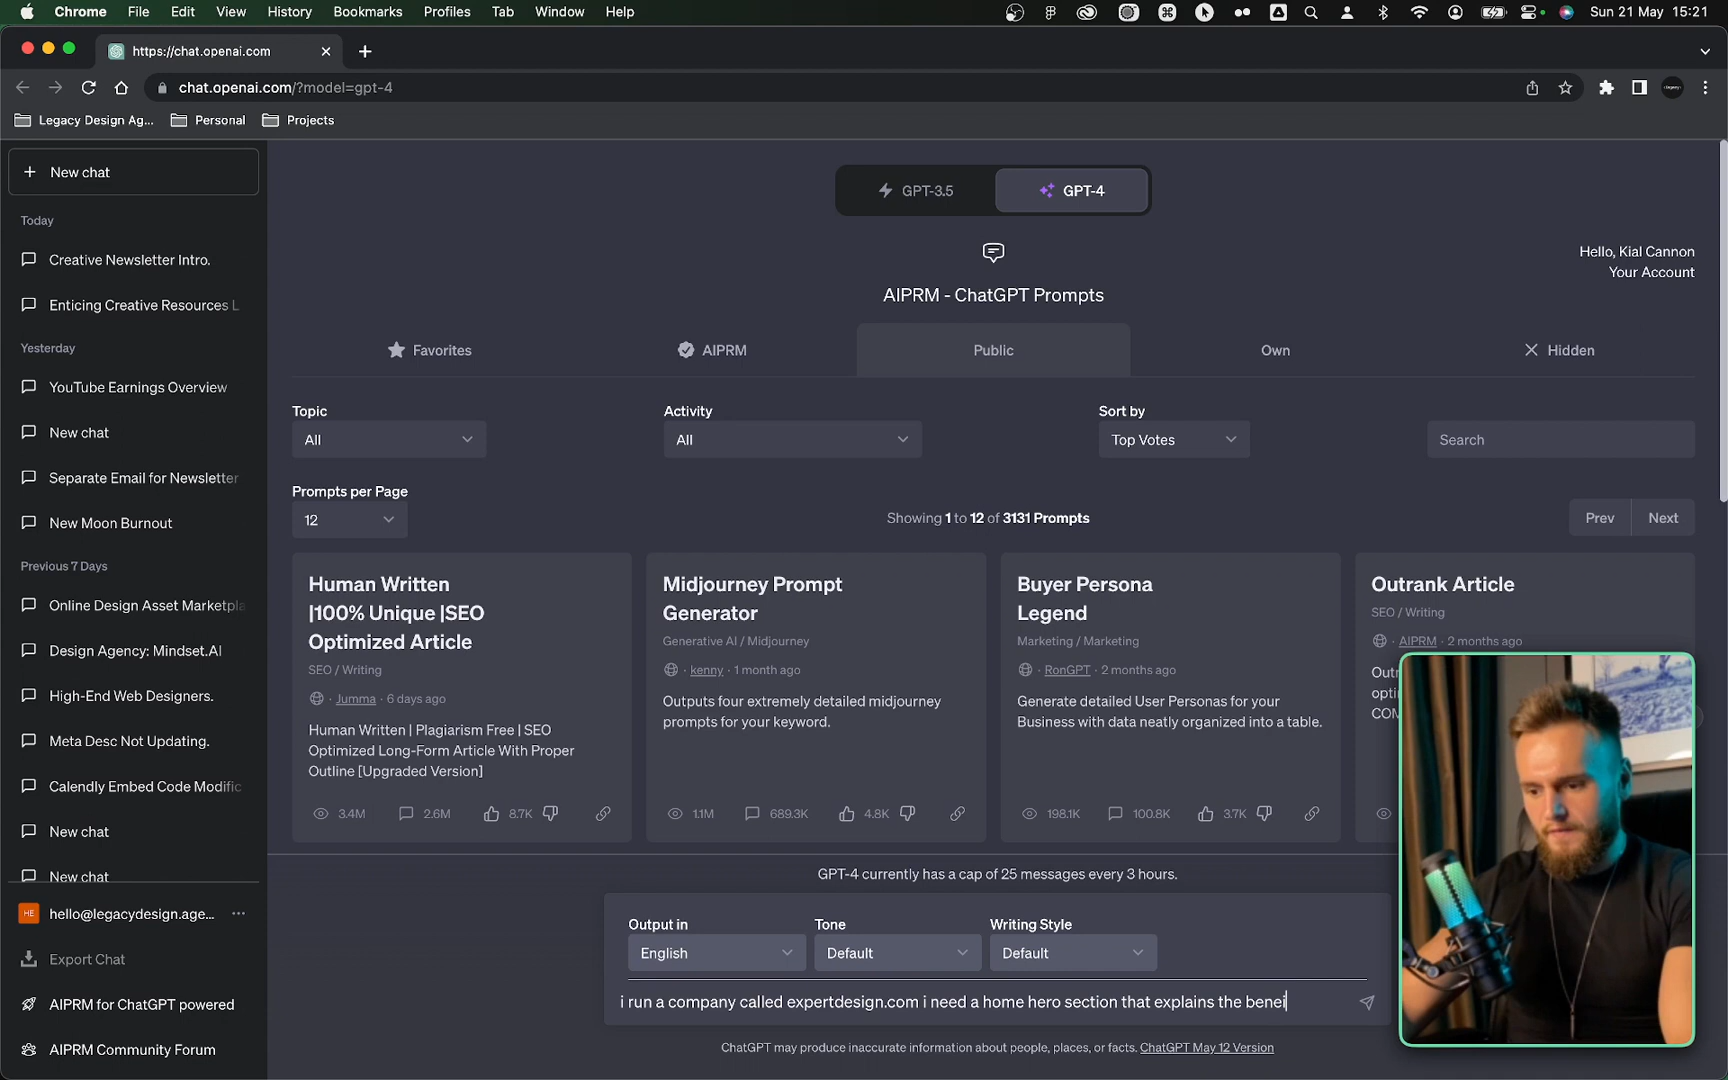 Chrome File Edit View History Bookmarks Profiles Tab Window Help Sun 21 May 15:21
https://chat.openai.com
chat.openai.com/?model=gpt-4
Legacy Design Ag... Personal Projects
New chat
Today
Creative Newsletter Intro.
Enticing Creative Resources L
Yesterday
YouTube Earnings Overview
New chat
Separate Email for Newsletter
New Moon Burnout
Previous 7 Days
Online Design Asset Marketpla
Design Agency: Mindset.AI
High-End Web Designers.
Meta Desc Not Updating.
Calendly Embed Code Modific
New chat
New chat
HE hello@legacydesign.age... ...
Export Chat
AIPRM for ChatGPT powered
AIPRM Community Forum
GPT-3.5 GPT-4
Hello, Kial Cannon
Your Account
AIPRM - ChatGPT Prompts
Favorites AIPRM Public Own Hidden
Topic Activity Sort by
All All Top Votes Search
Prompts per Page
12 Showing 1 to 12 of 3131 Prompts Prev Next
Human Written
|100% Unique |SEO
Optimized Article
SEO / Writing
· Jumma · 6 days ago
Human Written | Plagiarism Free | SEO
Optimized Long-Form Article With Proper
Outline [Upgraded Version]
3.4M 2.6M 8.7K
Midjourney Prompt
Generator
Generative AI / Midjourney
· kenny · 1 month ago
Outputs four extremely detailed midjourney
prompts for your keyword.
1.1M 689.3K 4.8K
Buyer Persona
Legend
Marketing / Marketing
· RonGPT · 2 months ago
Generate detailed User Personas for your
Business with data neatly organized into a table.
198.1K 100.8K 3.7K
Outrank Article
SEO / Writing
· AIPRM · 2 months ago
GPT-4 currently has a cap of 25 messages every 3 hours.
Output in Tone Writing Style
English Default Default
i run a company called expertdesign.com i need a home hero section that explains the benei
ChatGPT may produce inaccurate information about people, places, or facts. ChatGPT May 12 Version